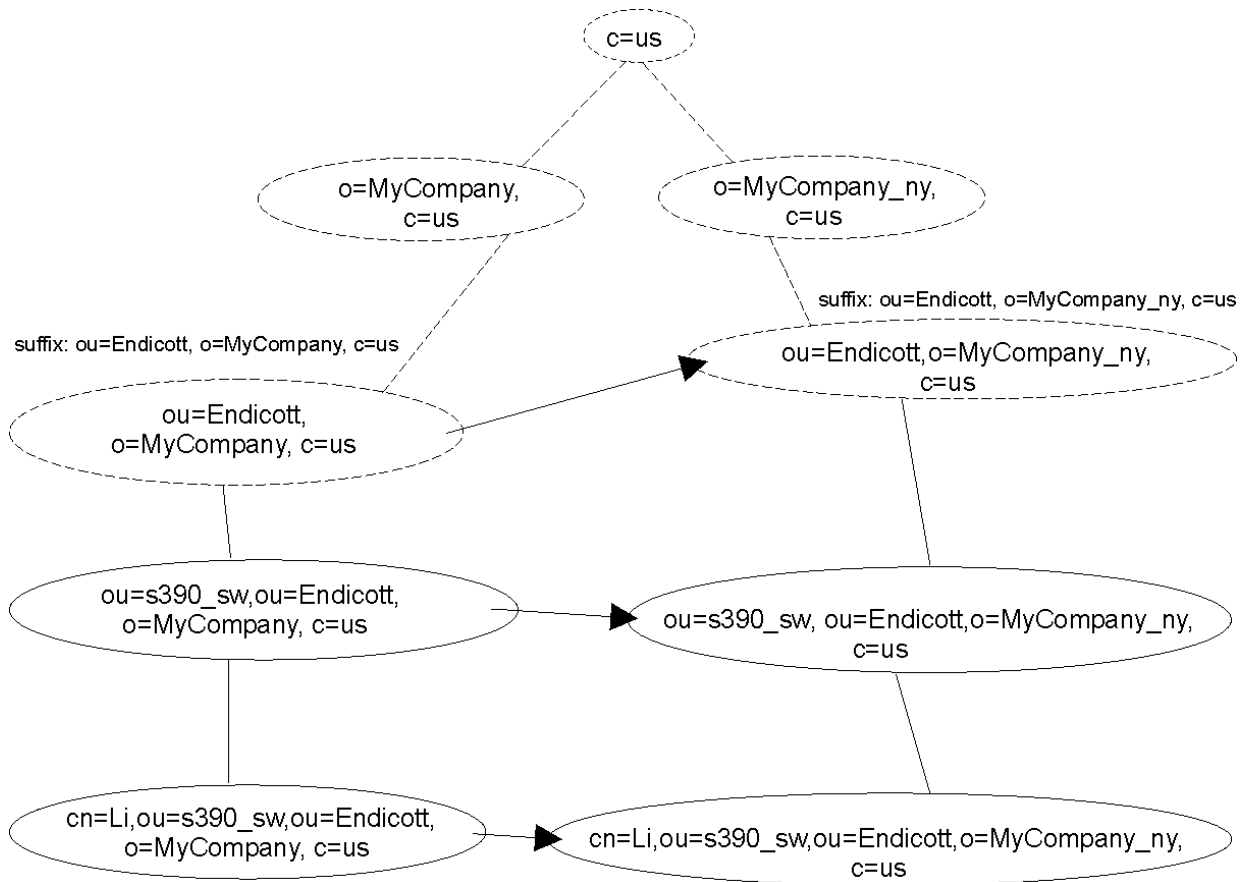 c=us
o=MyCompany,
c=us
o=MyCompany_ny,
c=us
suffix: ou=Endicott, o=MyCompany_ny, c=us
suffix: ou=Endicott, o=MyCompany, c=us
ou=Endicott,o=MyCompany_ny,
c=us
ou=Endicott,
o=MyCompany, c=us
ou=s390_sw,ou=Endicott,
o=MyCompany, c=us
ou=s390_sw, ou=Endicott,o=MyCompany_ny,
c=us
cn=Li,ou=s390_sw,ou=Endicott,
o=MyCompany, c=us
cn=Li,ou=s390_sw,ou=Endicott,o=MyCompany_ny,
c=us